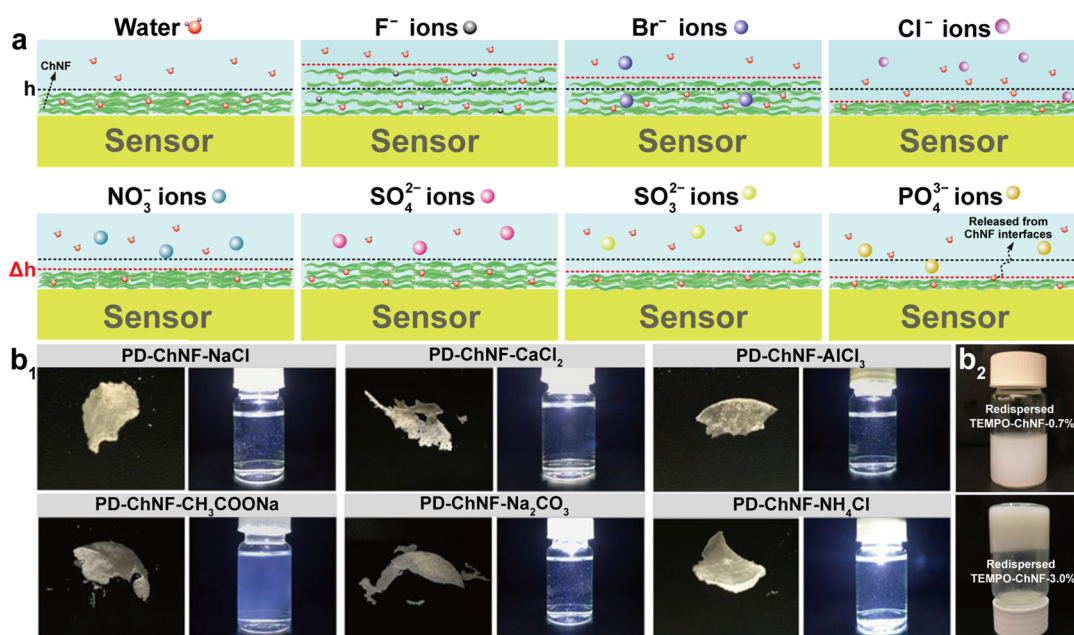 a
Water
F⁻ ions
Br⁻ ions
Cl⁻ ions
ChNF
h
Sensor
Sensor
Sensor
Sensor
NO₃⁻ ions
SO₄²⁻ ions
SO₃²⁻ ions
PO₄³⁻ ions
Released from
ChNF interfaces
Δh
Sensor
Sensor
Sensor
Sensor
b₁
PD-ChNF-NaCl
PD-ChNF-CaCl₂
PD-ChNF-AlCl₃
b₂
Redispersed
TEMPO-ChNF-0.7%
PD-ChNF-CH₃COONa
PD-ChNF-Na₂CO₃
PD-ChNF-NH₄Cl
Redispersed
TEMPO-ChNF-3.0%